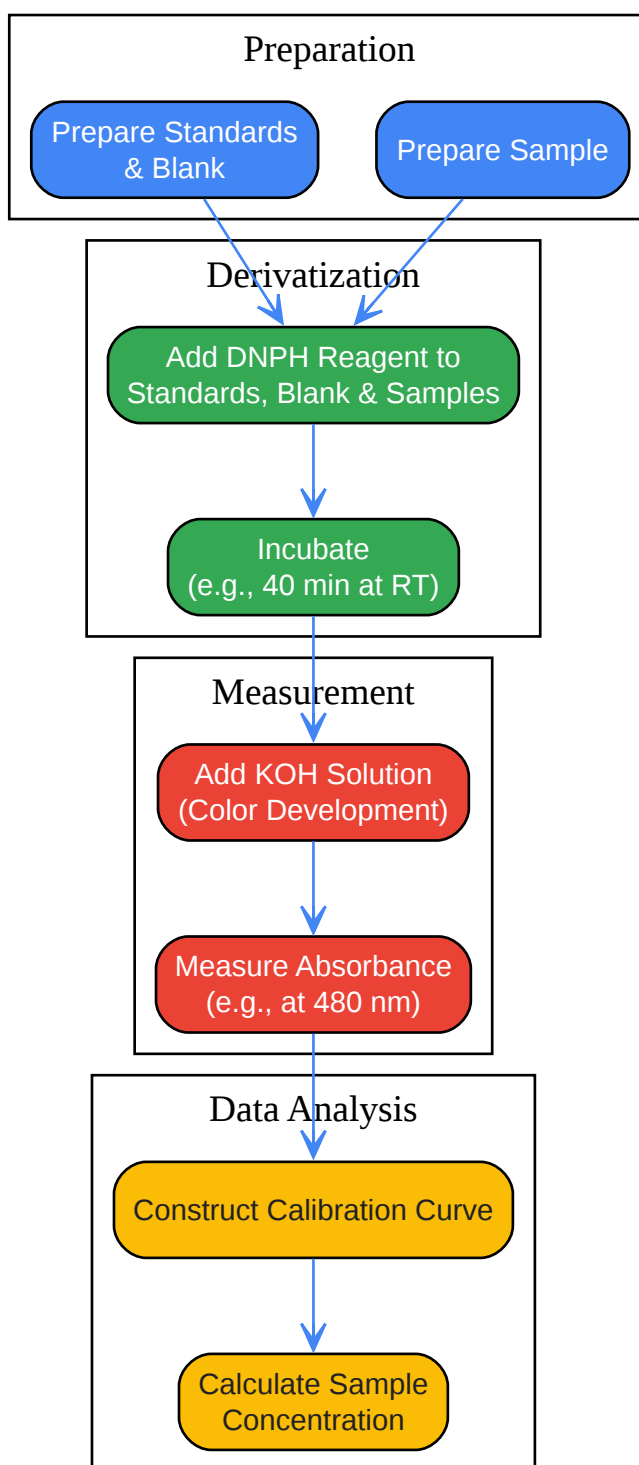 Preparation
Prepare Standards
& Blank
Prepare Sample
Derivatization
Add DNPH Reagent to
Standards, Blank & Samples
Incubate
(e.g., 40 min at RT)
Measurement
Add KOH Solution
(Color Development)
Measure Absorbance
(e.g., at 480 nm)
Data Analysis
Construct Calibration Curve
Calculate Sample
Concentration